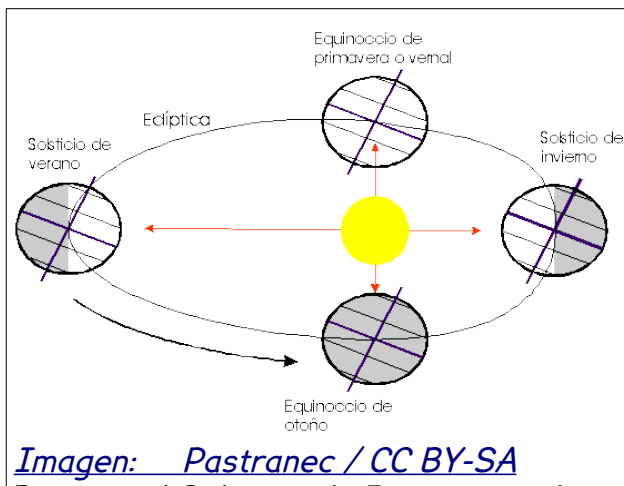 Equinoccio de
primavera o vernal
Eclíptica
Solsticio de
verano
Solsticio de
invierno
Equinoccio de
otoño
Imagen: Pastranec / CC BY-SA